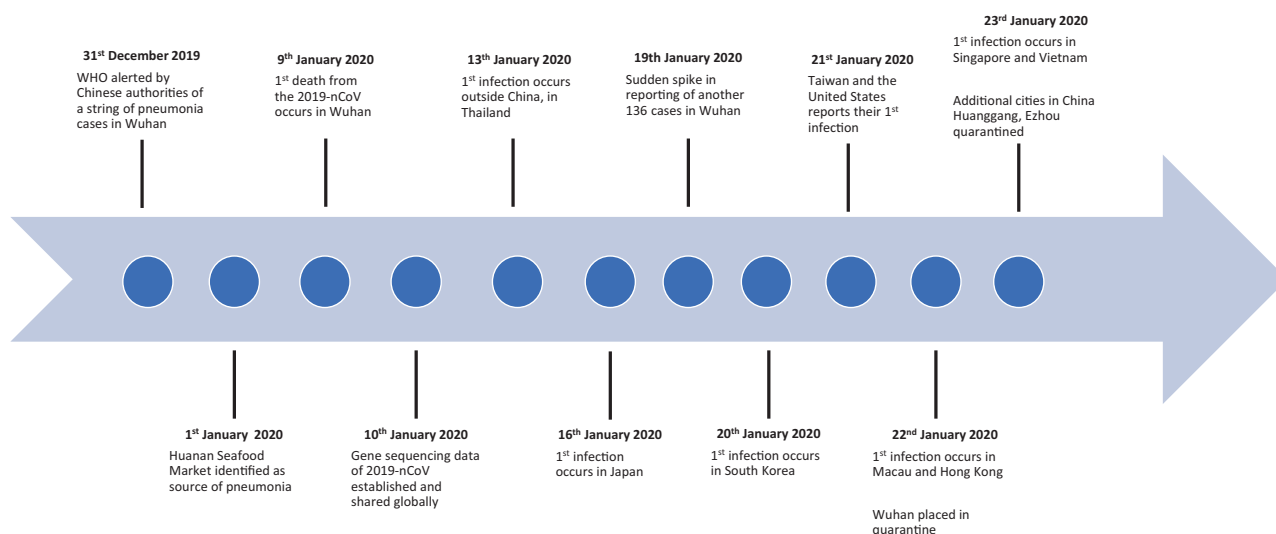 31st December 2019
WHO alerted by
Chinese authorities of
a string of pneumonia
cases in Wuhan
1st January 2020
Huanan Seafood
Market identified as
source of pneumonia
9th January 2020
1st death from
the 2019-nCoV
occurs in Wuhan
10th January 2020
Gene sequencing data
of 2019-nCoV
established and
shared globally
13th January 2020
1st infection occurs
outside China, in
Thailand
16th January 2020
1st infection
occurs in Japan
19th January 2020
Sudden spike in
reporting of another
136 cases in Wuhan
20th January 2020
1st infection occurs
in South Korea
21st January 2020
Taiwan and the
United States
reports their 1st
infection
22nd January 2020
1st infection occurs in
Macau and Hong Kong
Wuhan placed in
quarantine
23rd January 2020
1st infection occurs in
Singapore and Vietnam
Additional cities in China
Huanggang, Ezhou
quarantined